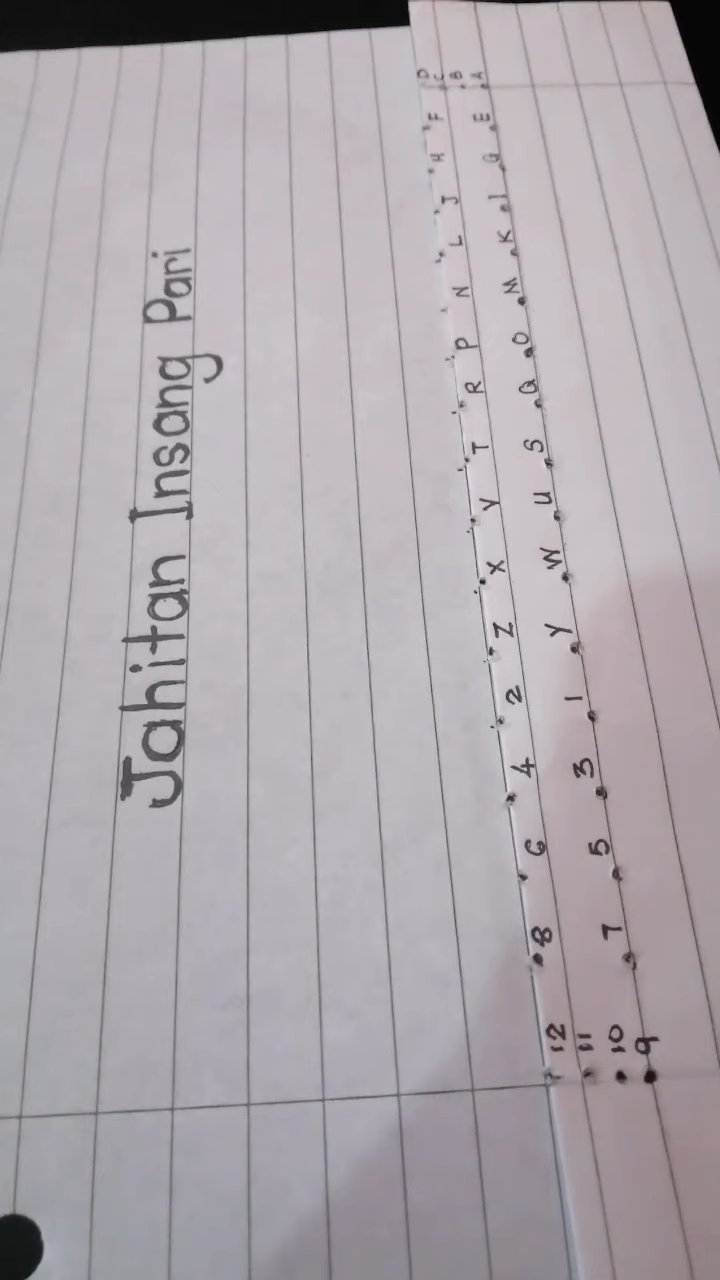 Jahitan Insang Pari
12 8 6 4 2 Z X V T R P N L J H F D
11 C
10 B
9 7 5 3 1 Y W U S Q O M K I G E A